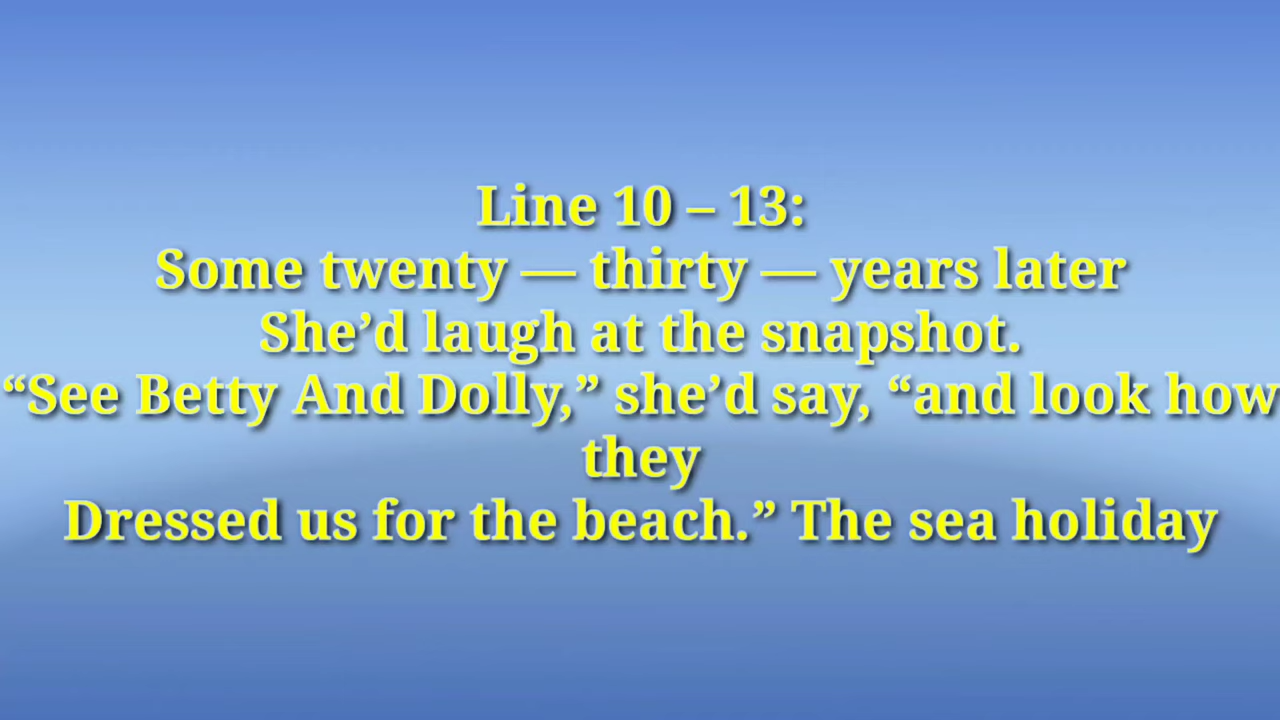 Line 10 – 13:
Some twenty — thirty — years later
She’d laugh at the snapshot.
“See Betty And Dolly,” she’d say, “and look how
they
Dressed us for the beach.” The sea holiday